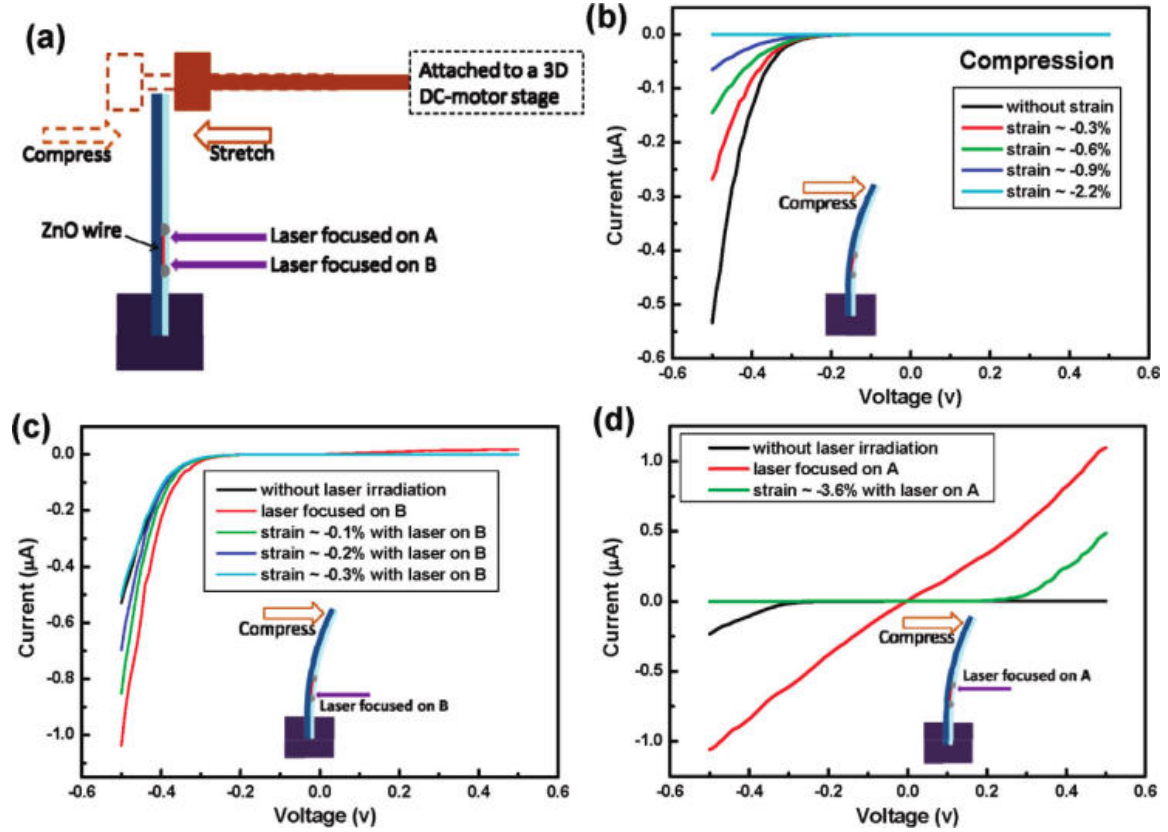 (a)
Attached to a 3D
DC-motor stage
Compress
Stretch
ZnO wire
Laser focused on A
Laser focused on B
(b)
Compression
without strain
strain ~ -0.3%
strain ~ -0.6%
strain ~ -0.9%
strain ~ -2.2%
Compress
Current (µA)
0.0
-0.1
-0.2
-0.3
-0.4
-0.5
-0.6
-0.6 -0.4 -0.2 0.0 0.2 0.4 0.6
Voltage (v)
(c)
without laser irradiation
laser focused on B
strain ~ -0.1% with laser on B
strain ~ -0.2% with laser on B
strain ~ -0.3% with laser on B
Compress
Laser focused on B
Current (µA)
0.0
-0.2
-0.4
-0.6
-0.8
-1.0
-0.6 -0.4 -0.2 0.0 0.2 0.4 0.6
Voltage (v)
(d)
without laser irradiation
laser focused on A
strain ~ -3.6% with laser on A
Compress
Laser focused on A
Current (µA)
1.0
0.5
0.0
-0.5
-1.0
-0.6 -0.4 -0.2 0.0 0.2 0.4 0.6
Voltage (v)